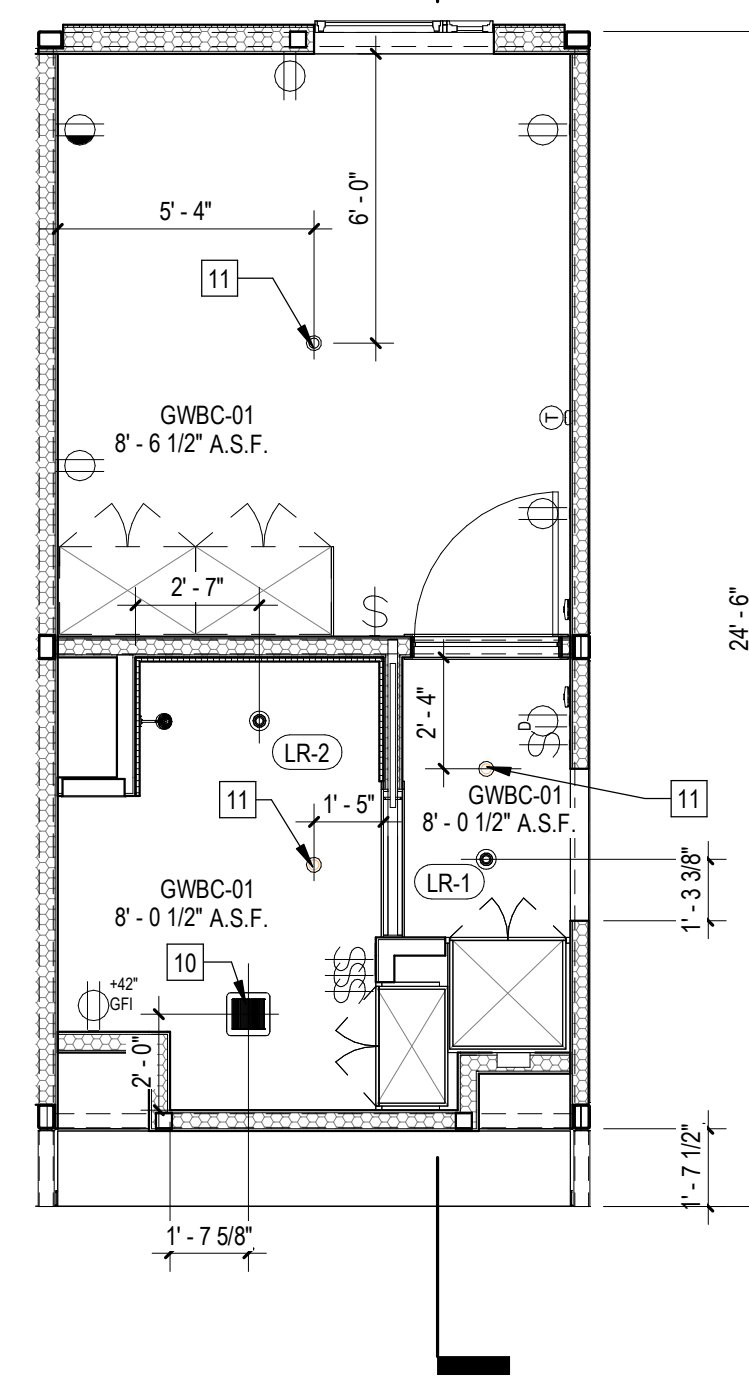 6' - 0"
5' - 4"
11
GWBC-01
8' - 6 1/2" A.S.F.
T
2' - 7"
S
24' - 6"
2' - 4"
S
D
LR-2
11
1' - 5"
GWBC-01
8' - 0 1/2" A.S.F.
11
LR-1
1' - 3 3/8"
GWBC-01
8' - 0 1/2" A.S.F.
10
SSS
+42"
GFI
2' - 0"
1' - 7 1/2"
1' - 7 5/8"